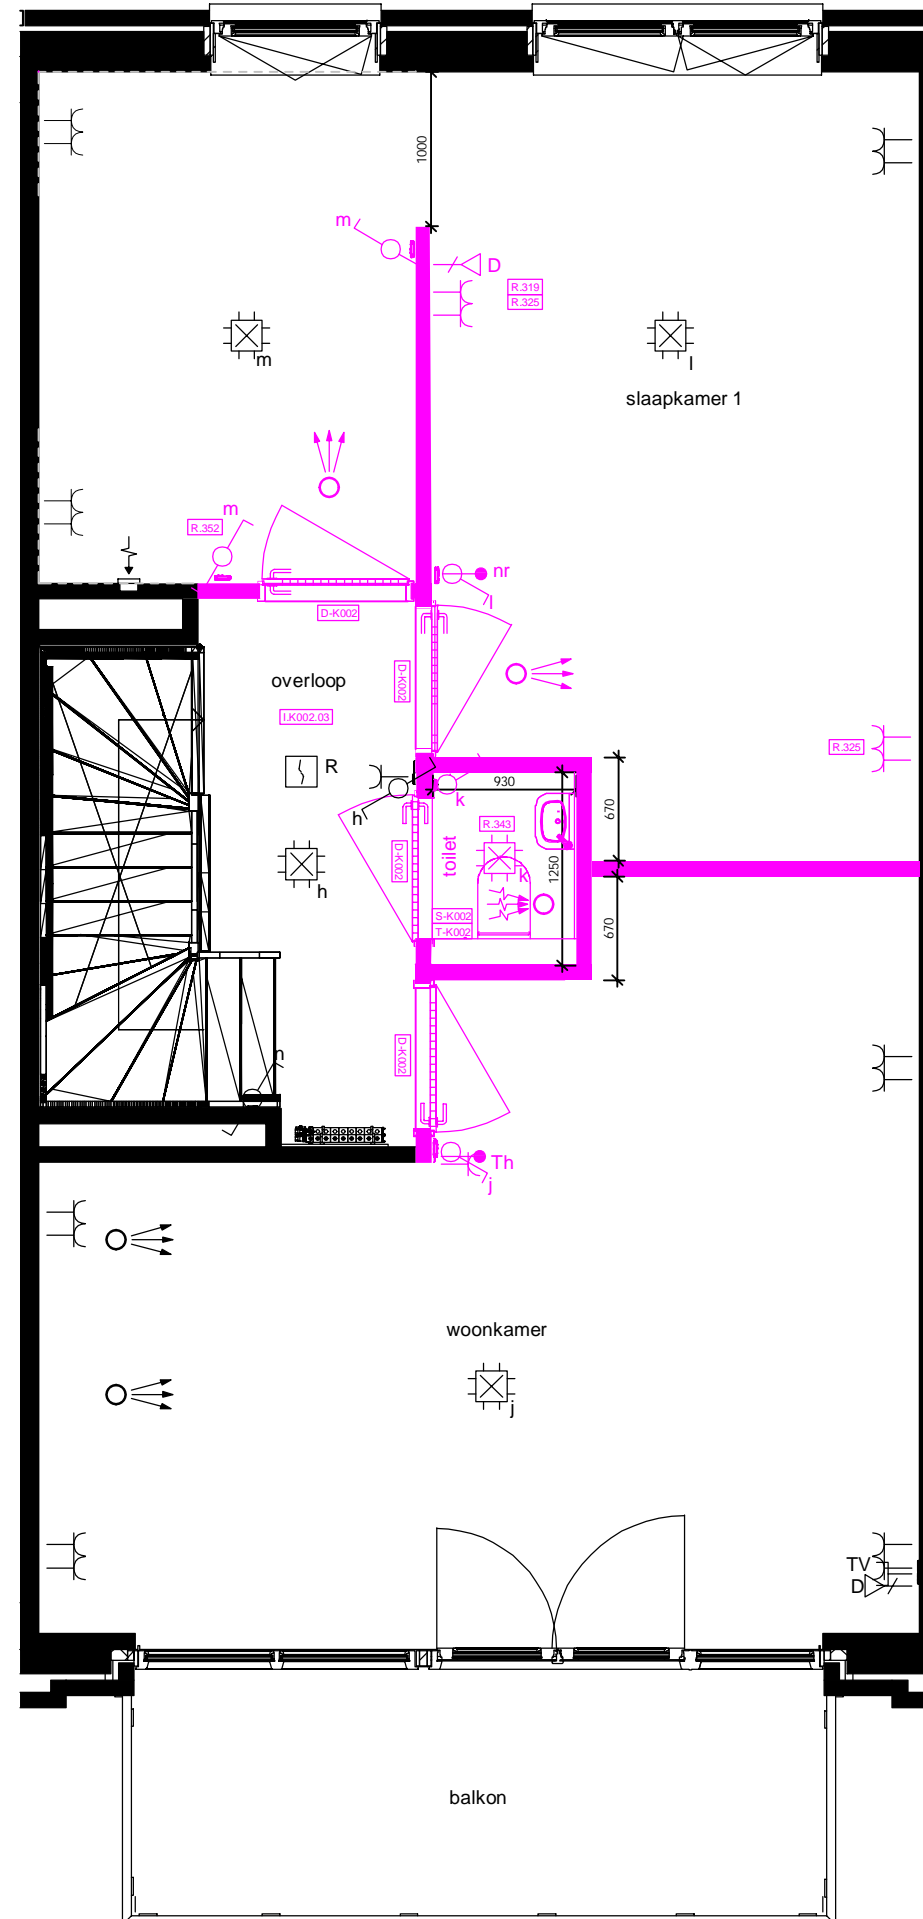 1000
m
D
R.319
R.325
m
l
slaapkamer 1
m
R.352
nr
l
D-K002
D-K002
overloop
I.K002.03
R
R.325
930
k
h
670
R.343
toilet
D-K002
1250
k
h
S-K002
T-K002
670
D-K002
n
Th
j
woonkamer
j
TV
D
balkon